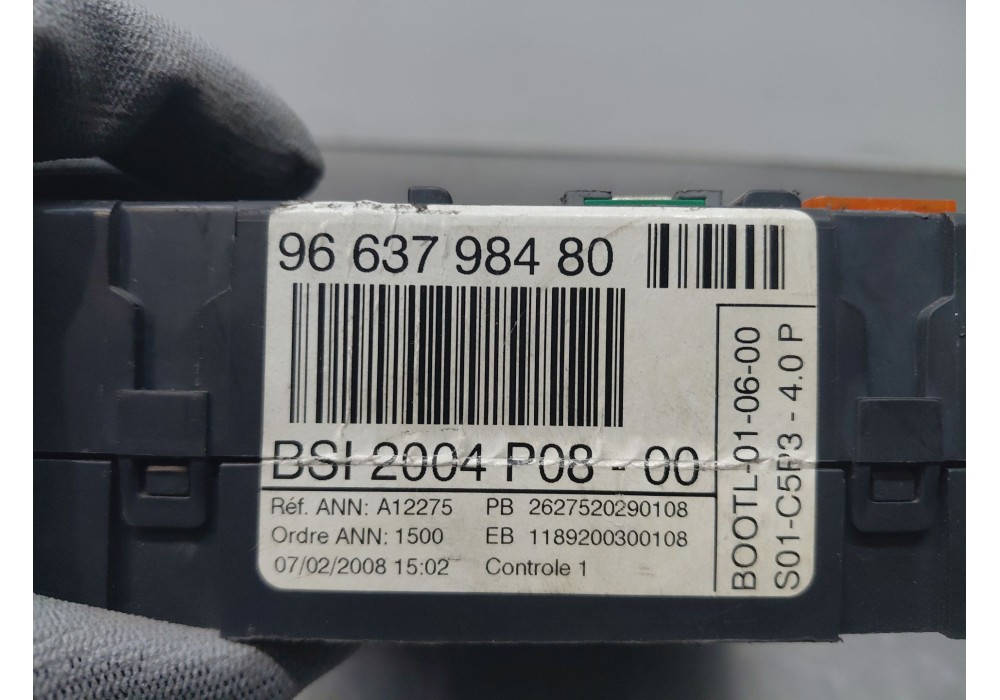 96 637 984 80
BSI 2004 P08 - 00
Réf. ANN: A12275 PB 2627520290108
Ordre ANN: 1500 EB 1189200300108
07/02/2008 15:02 Controle 1
BOOTL-01-06-00
S01-C5P3 - 4.0 P